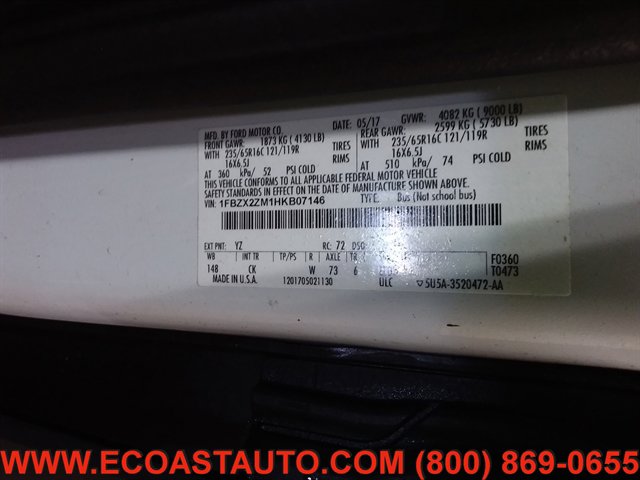 MFD. BY FORD MOTOR CO. DATE: 05/17 GVWR: 4082 KG ( 9000 LB)
FRONT GAWR: 1873 KG ( 4130 LB) REAR GAWR: 2599 KG ( 5730 LB)
WITH 235/65R16C 121/119R TIRES WITH 235/65R16C 121/119R TIRES
16X6.5J RIMS 16X6.5J RIMS
AT 360 kPa/ 52 PSI COLD AT 510 kPa/ 74 PSI COLD
THIS VEHICLE CONFORMS TO ALL APPLICABLE FEDERAL MOTOR VEHICLE
SAFETY STANDARDS IN EFFECT ON THE DATE OF MANUFACTURE SHOWN ABOVE.
VIN: 1FBZX2ZM1HKB07146 TYPE: Bus (Not school bus)
EXT PNT: YZ RC: 72 DSO:
WB INT TR TP/PS R AXLE TR F0360
148 CK W 73 6 T0473
MADE IN U.S.A. 1201705021130 ULC 5U5A-3520472-AA
WWW.ECOASTAUTO.COM (800) 869-0655